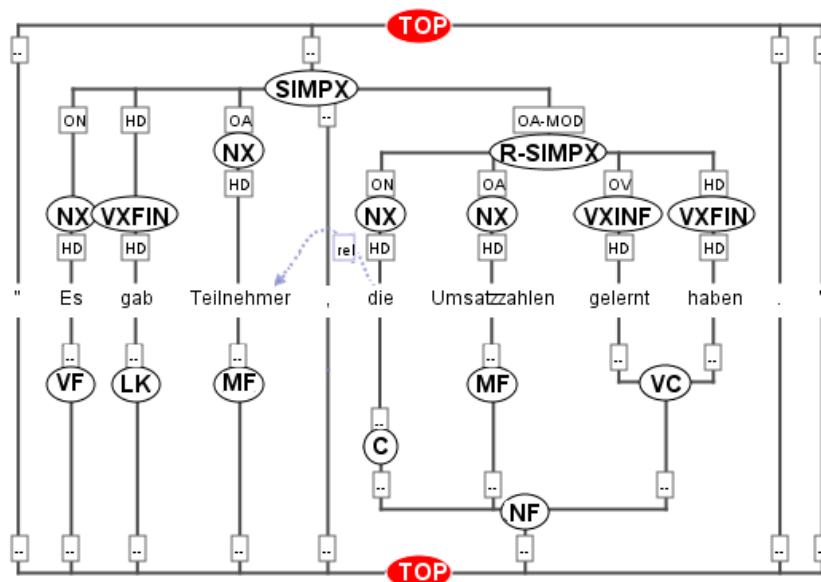 TOP
-- -- -- --
SIMPX
ON HD OA -- OA-MOD
NX R-SIMPX
HD ON OA OV HD
NX VXFIN NX NX VXINF VXFIN
HD HD HD HD HD HD
rel
" Es gab Teilnehmer , die Umsatzzahlen gelernt haben . "
-- -- -- -- -- --
VF LK MF MF VC
--
C
-- -- --
NF
-- -- -- -- -- -- -- --
TOP